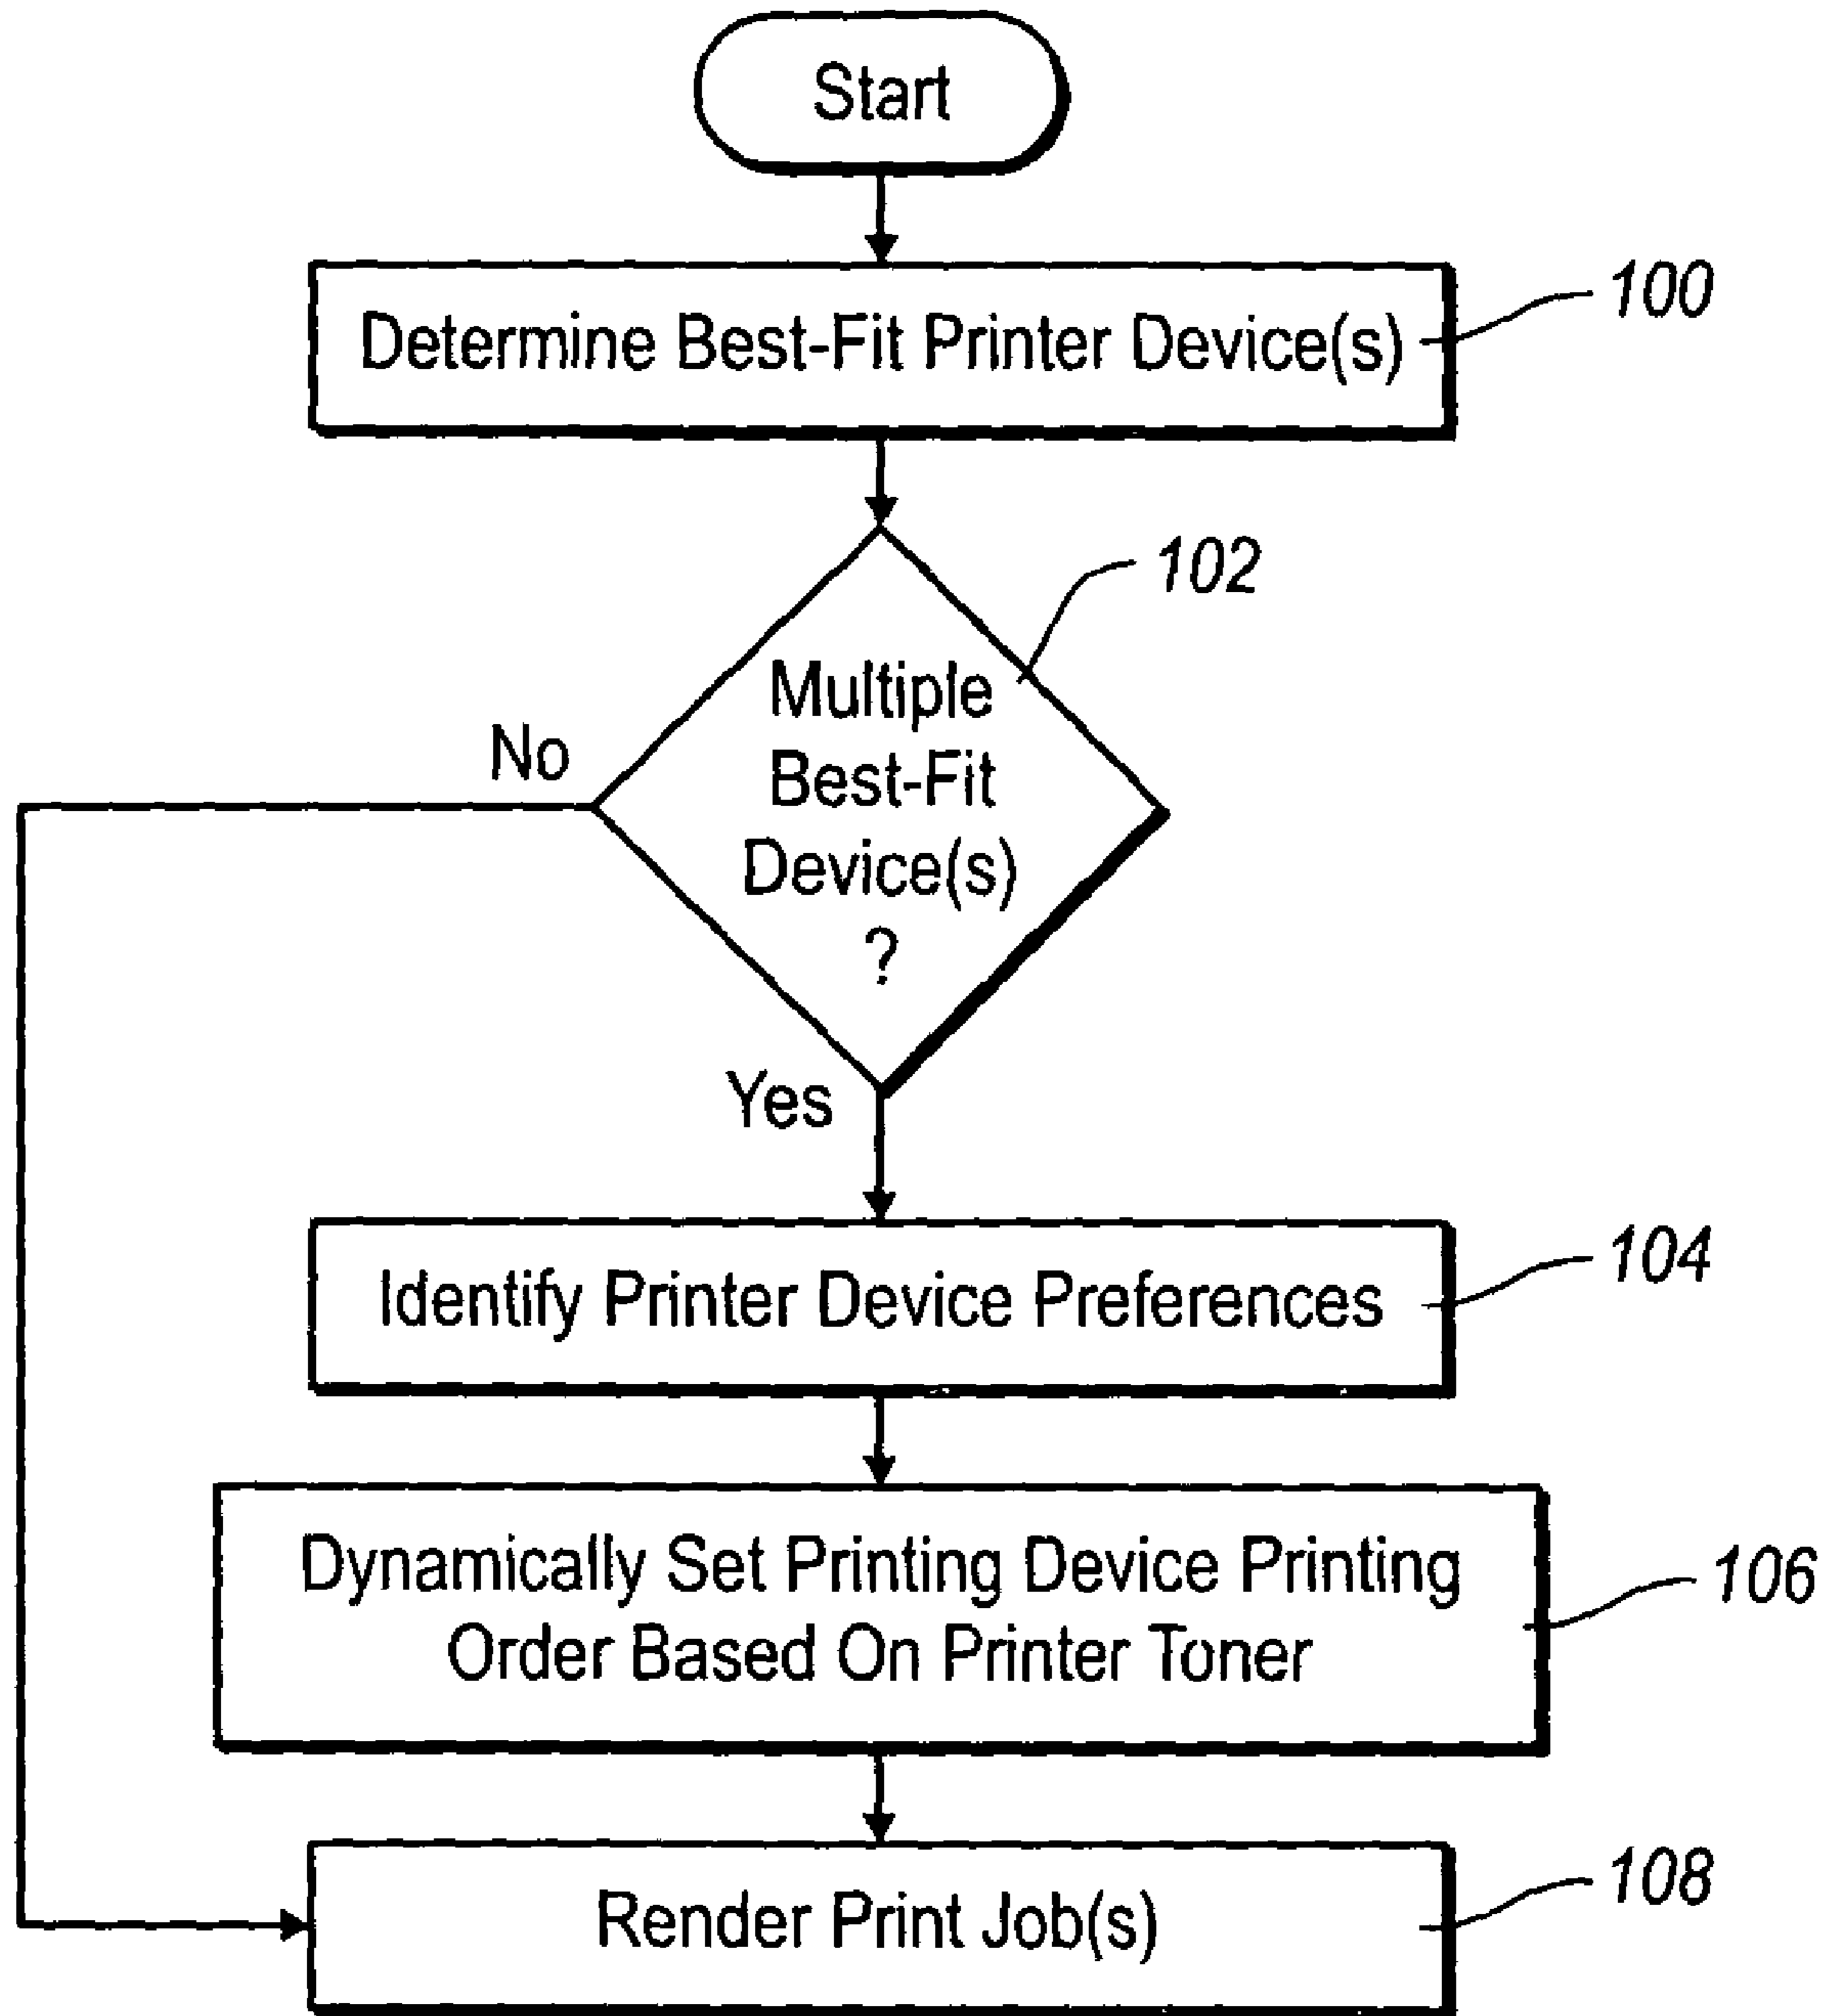 Start
Determine Best-Fit Printer Device(s)
100
102
Multiple
Best-Fit
Device(s)
?
No
Yes
Identify Printer Device Preferences
104
Dynamically Set Printing Device Printing
Order Based On Printer Toner
106
Render Print Job(s)
108